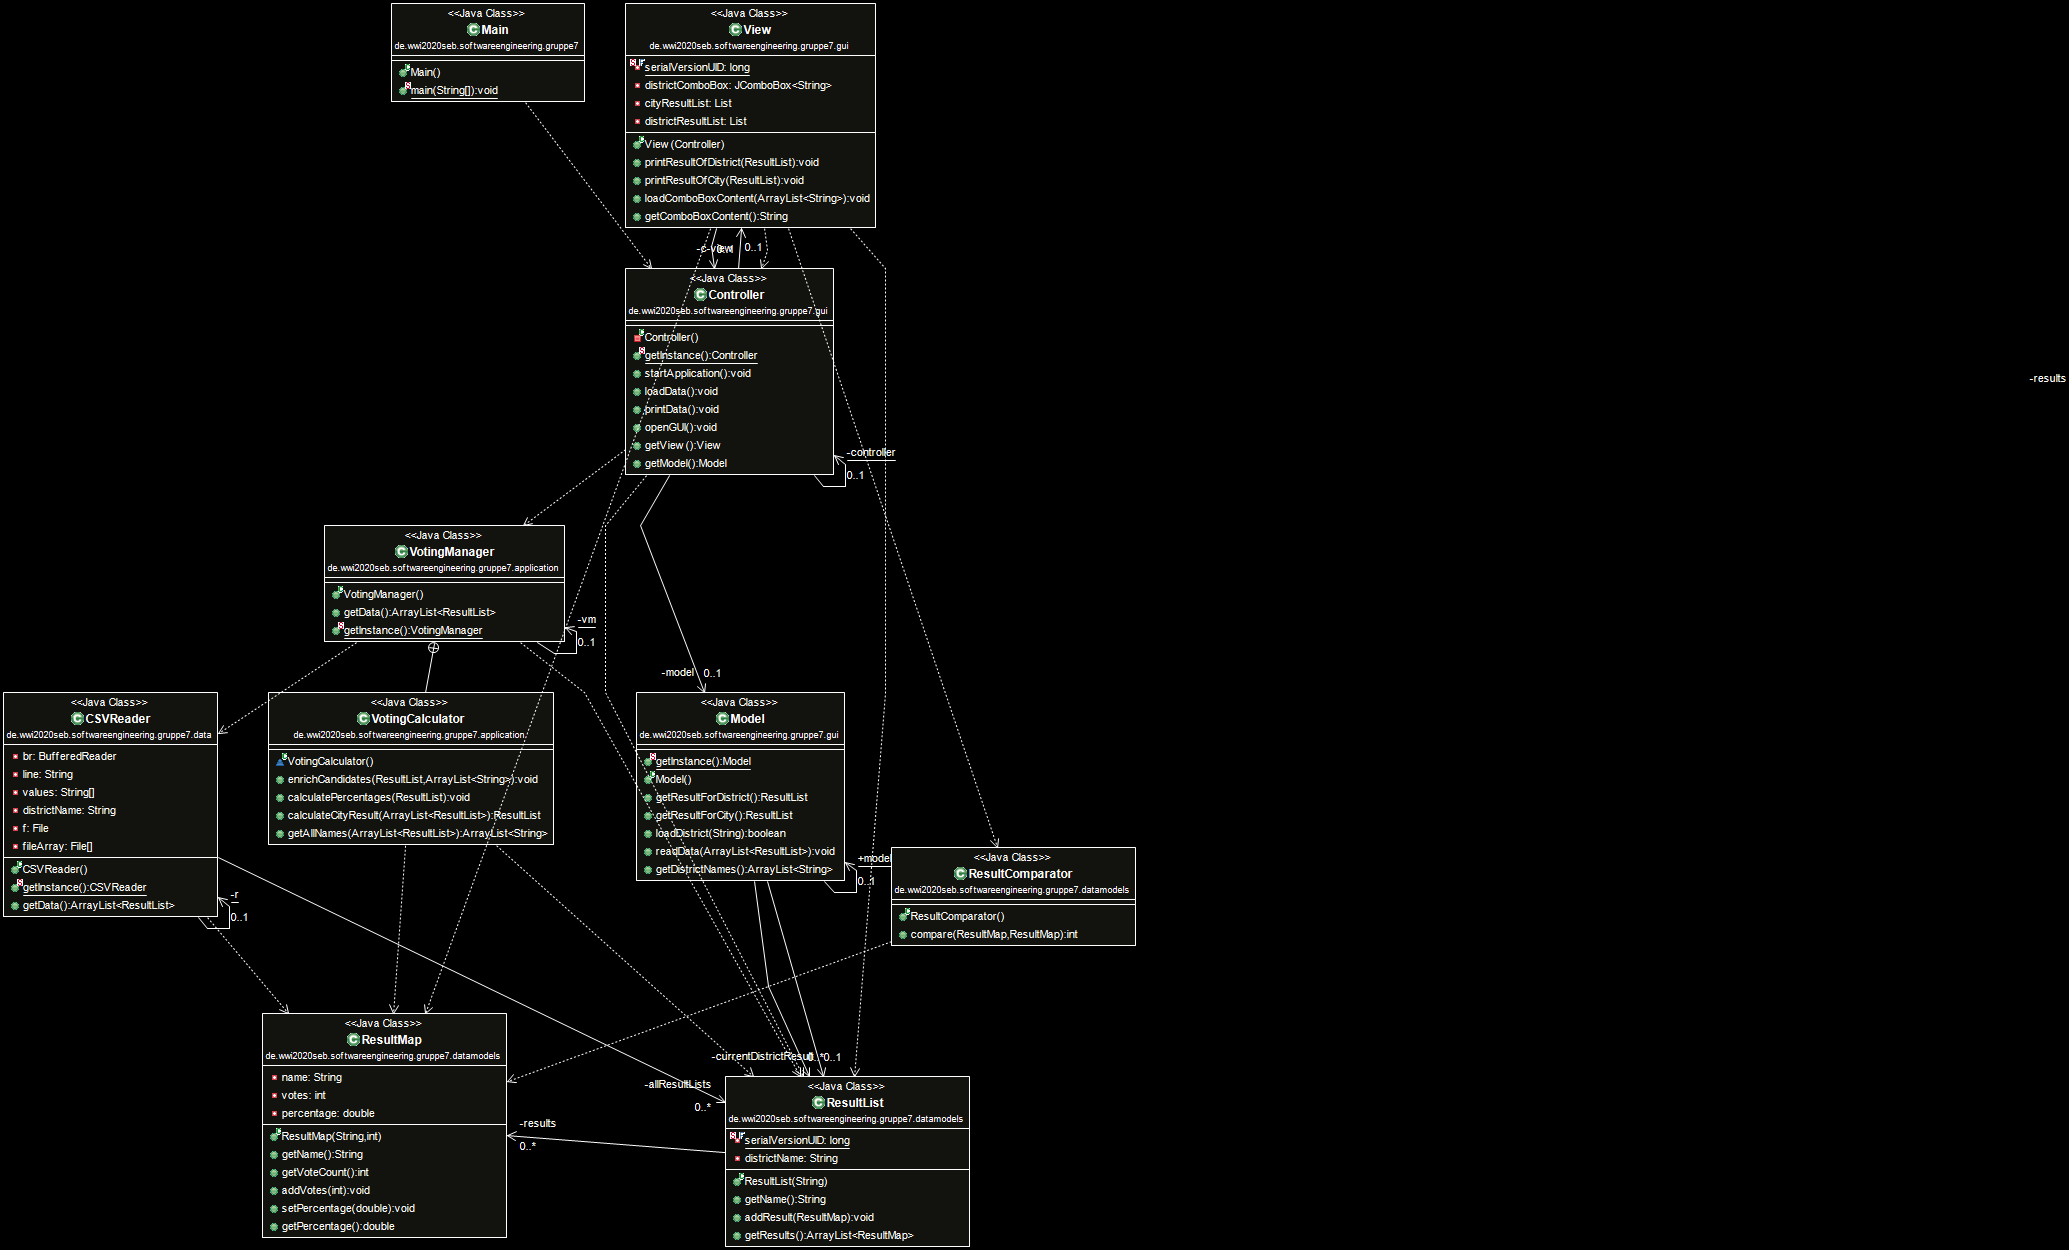 <<Java Class>>
Main
de.wwi2020seb.softwareengineering.gruppe7
Main()
main(String[]):void
<<Java Class>>
View
de.wwi2020seb.softwareengineering.gruppe7.gui
serialVersionUID: long
districtComboBox: JComboBox<String>
cityResultList: List
districtResultList: List
View (Controller)
printResultOfDistrict(ResultList):void
printResultOfCity(ResultList):void
loadComboBoxContent(ArrayList<String>):void
getComboBoxContent():String
-c
-view
0..1
0..1
<<Java Class>>
Controller
de.wwi2020seb.softwareengineering.gruppe7.gui
Controller()
getInstance():Controller
startApplication():void
loadData():void
printData():void
openGUI():void
getView ():View
getModel():Model
-controller
0..1
-results
<<Java Class>>
VotingManager
de.wwi2020seb.softwareengineering.gruppe7.application
VotingManager()
getData():ArrayList<ResultList>
getInstance():VotingManager
-vm
0..1
-model
0..1
<<Java Class>>
CSVReader
de.wwi2020seb.softwareengineering.gruppe7.data
br: BufferedReader
line: String
values: String[]
districtName: String
f: File
fileArray: File[]
CSVReader()
getInstance():CSVReader
getData():ArrayList<ResultList>
-r
0..1
<<Java Class>>
VotingCalculator
de.wwi2020seb.softwareengineering.gruppe7.application
VotingCalculator()
enrichCandidates(ResultList,ArrayList<String>):void
calculatePercentages(ResultList):void
calculateCityResult(ArrayList<ResultList>):ResultList
getAllNames(ArrayList<ResultList>):ArrayList<String>
<<Java Class>>
Model
de.wwi2020seb.softwareengineering.gruppe7.gui
getInstance():Model
Model()
getResultForDistrict():ResultList
getResultForCity():ResultList
loadDistrict(String):boolean
readData(ArrayList<ResultList>):void
getDistrictNames():ArrayList<String>
+model
0..1
<<Java Class>>
ResultComparator
de.wwi2020seb.softwareengineering.gruppe7.datamodels
ResultComparator()
compare(ResultMap,ResultMap):int
<<Java Class>>
ResultMap
de.wwi2020seb.softwareengineering.gruppe7.datamodels
name: String
votes: int
percentage: double
ResultMap(String,int)
getName():String
getVoteCount():int
addVotes(int):void
setPercentage(double):void
getPercentage():double
-results
0..*
-currentDistrictResult
0..*
0..1
-allResultLists
0..*
<<Java Class>>
ResultList
de.wwi2020seb.softwareengineering.gruppe7.datamodels
serialVersionUID: long
districtName: String
ResultList(String)
getName():String
addResult(ResultMap):void
getResults():ArrayList<ResultMap>